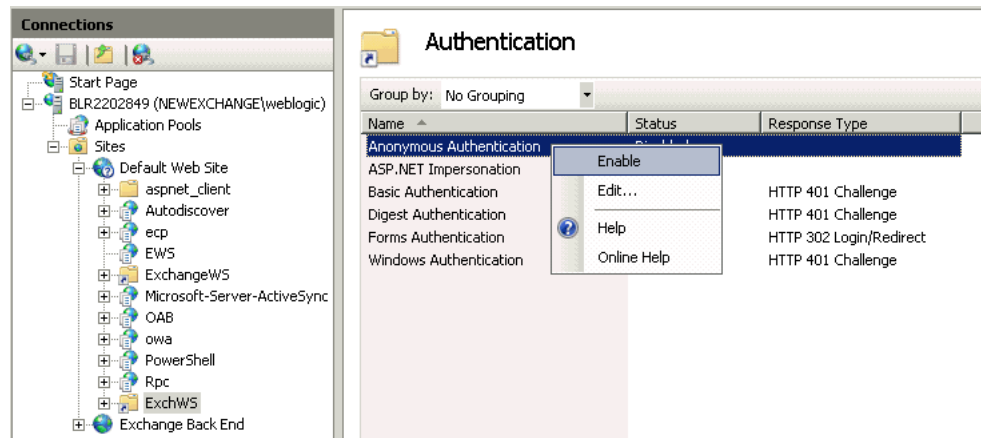 Connections
Start Page
BLR2202849 (NEWEXCHANGE\weblogic)
Application Pools
Sites
Default Web Site
aspnet_client
Autodiscover
ecp
EWS
ExchangeWS
Microsoft-Server-ActiveSync
OAB
owa
PowerShell
Rpc
ExchWS
Exchange Back End
Authentication
Group by: No Grouping
Name Status Response Type
Anonymous Authentication
ASP.NET Impersonation
Basic Authentication HTTP 401 Challenge
Digest Authentication HTTP 401 Challenge
Forms Authentication HTTP 302 Login/Redirect
Windows Authentication HTTP 401 Challenge
Enable
Edit...
Help
Online Help